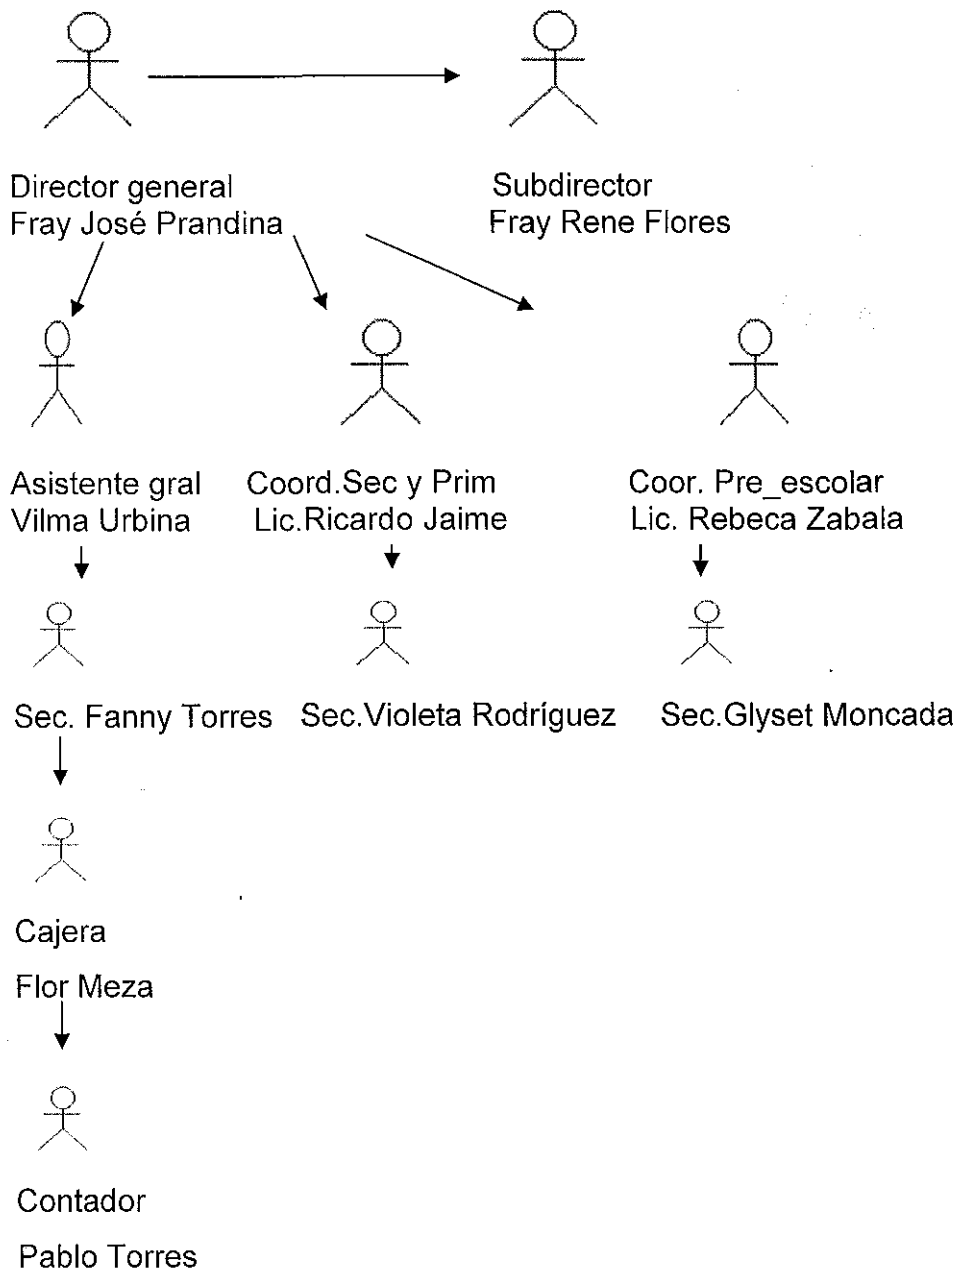 Director general
Fray José Prandina
Subdirector
Fray Rene Flores
Asistente gral
Vilma Urbina
Coord.Sec y Prim
Lic.Ricardo Jaime
Coor. Pre_escolar
Lic. Rebeca Zabala
Sec. Fanny Torres
Sec.Violeta Rodríguez
Sec.Glyset Moncada
Cajera
Flor Meza
Contador
Pablo Torres